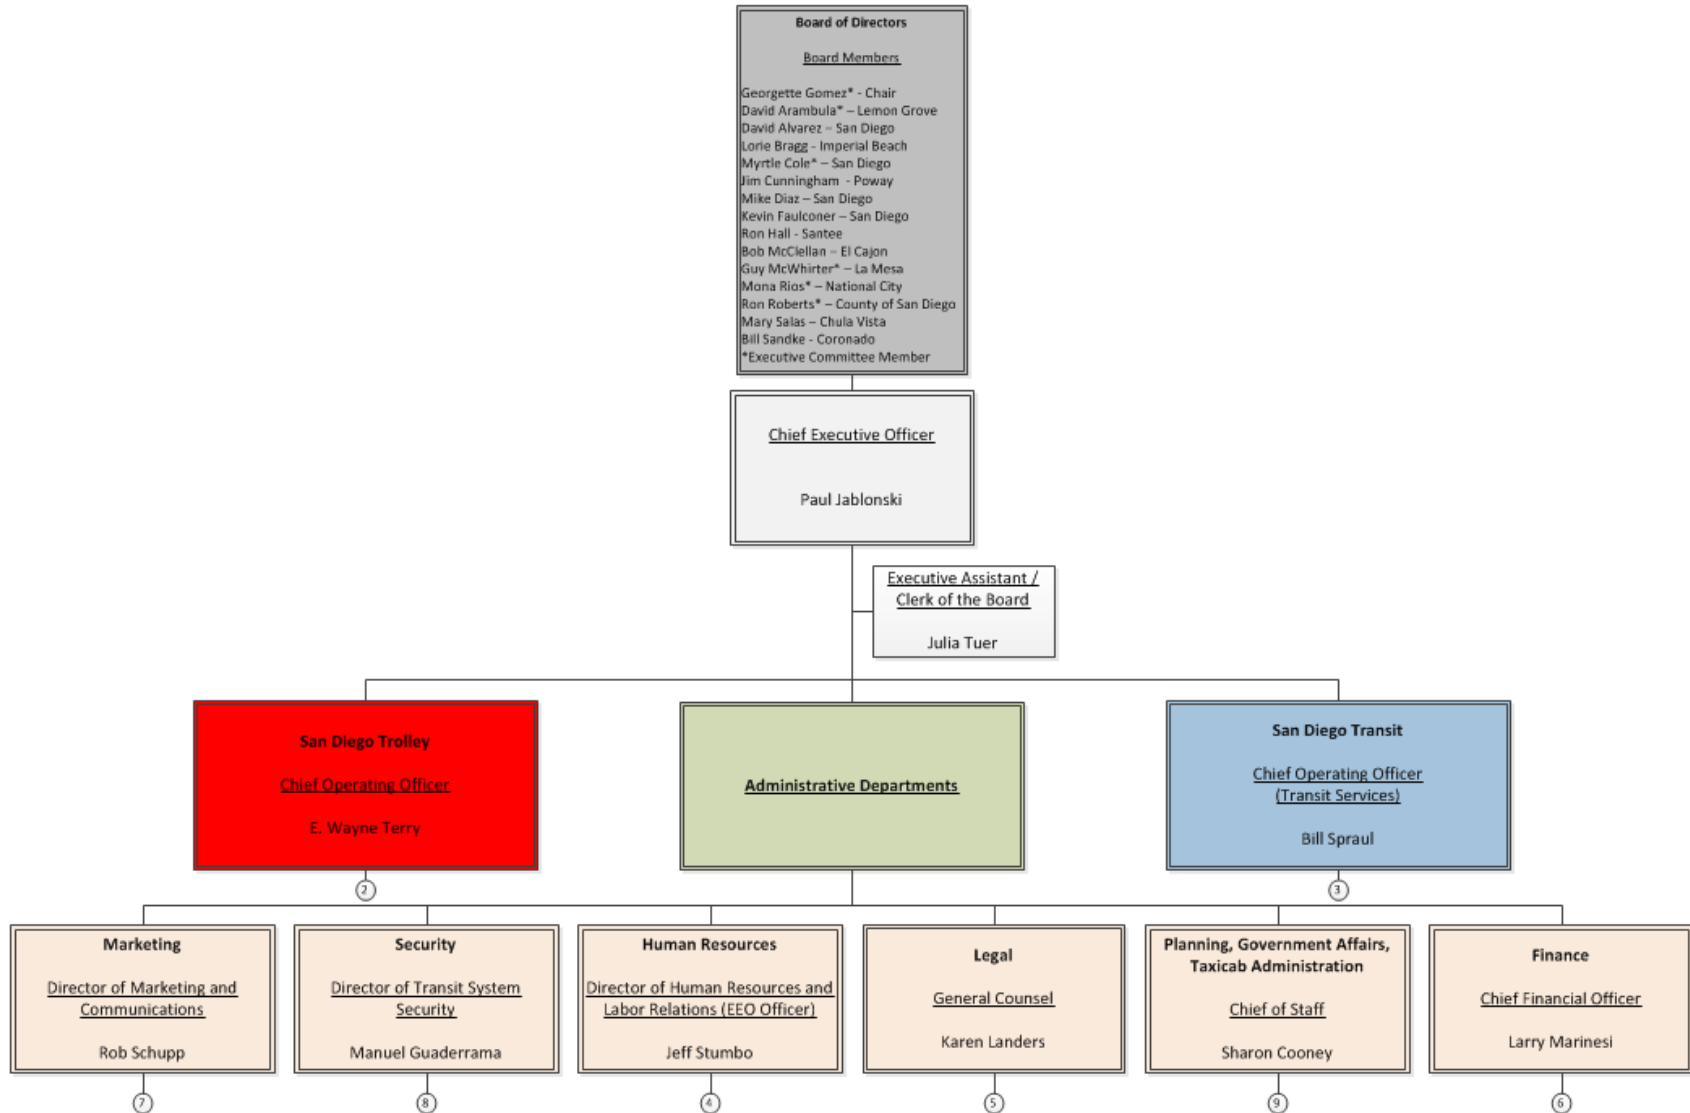 Board of Directors
Board Members
Georgette Gomez* - Chair
David Arambula* – Lemon Grove
David Alvarez – San Diego
Lorie Bragg - Imperial Beach
Myrtle Cole* – San Diego
Jim Cunningham - Poway
Mike Diaz – San Diego
Kevin Faulconer – San Diego
Ron Hall - Santee
Bob McClellan – El Cajon
Guy McWhirter* – La Mesa
Mona Rios* – National City
Ron Roberts* – County of San Diego
Mary Salas – Chula Vista
Bill Sandke - Coronado
*Executive Committee Member
Chief Executive Officer
Paul Jablonski
Executive Assistant /
Clerk of the Board
Julia Tuer
San Diego Trolley
Chief Operating Officer
E. Wayne Terry
2
Administrative Departments
San Diego Transit
Chief Operating Officer
(Transit Services)
Bill Spraul
3
Marketing
Director of Marketing and
Communications
Rob Schupp
7
Security
Director of Transit System
Security
Manuel Guaderrama
8
Human Resources
Director of Human Resources and
Labor Relations (EEO Officer)
Jeff Stumbo
4
Legal
General Counsel
Karen Landers
5
Planning, Government Affairs,
Taxicab Administration
Chief of Staff
Sharon Cooney
9
Finance
Chief Financial Officer
Larry Marinesi
6